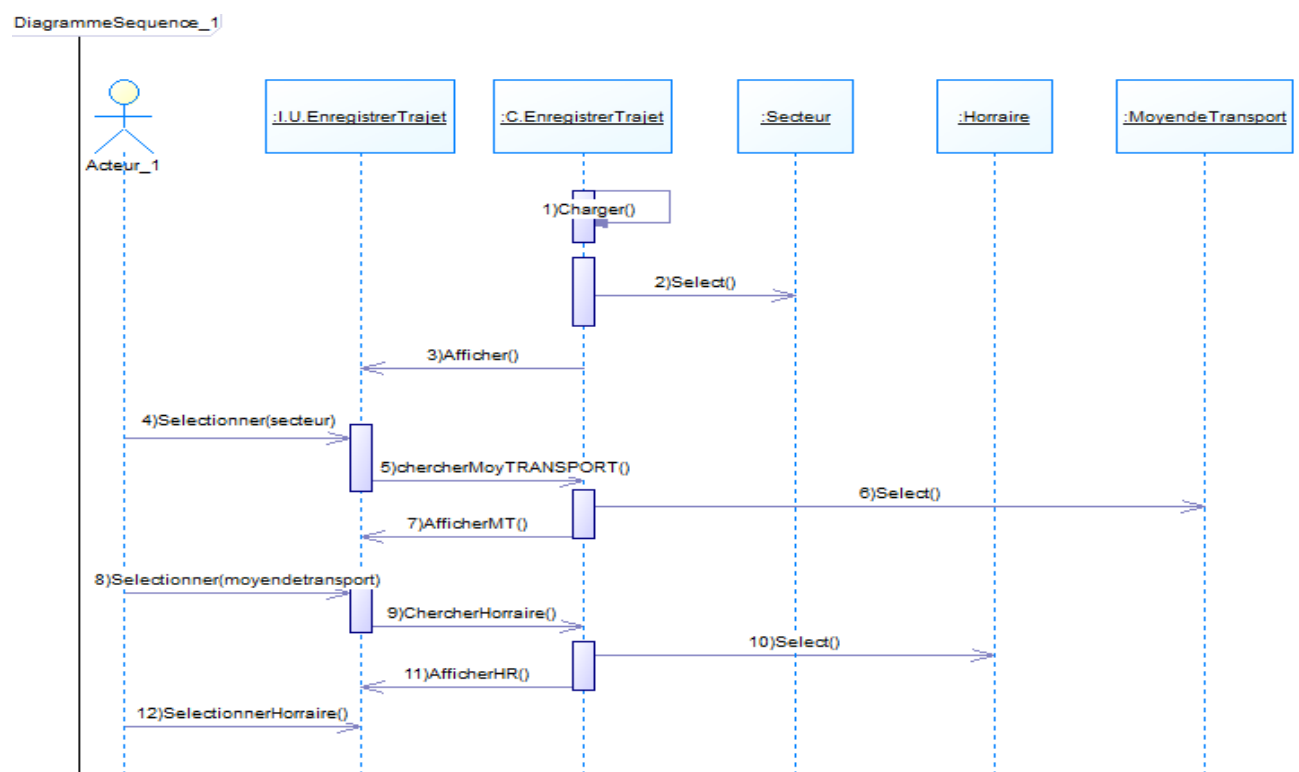 DiagrammeSequence_1
:I.U.EnregistrerTrajet
:C.EnregistrerTrajet
:Secteur
:Horraire
:MoyendeTransport
Acteur_1
1)Charger()
2)Select()
3)Afficher()
4)Selectionner(secteur)
5)chercherMoyTRANSPORT()
6)Select()
7)AfficherMT()
8)Selectionner(moyendetransport)
9)ChercherHorraire()
10)Select()
11)AfficherHR()
12)SelectionnerHorraire()